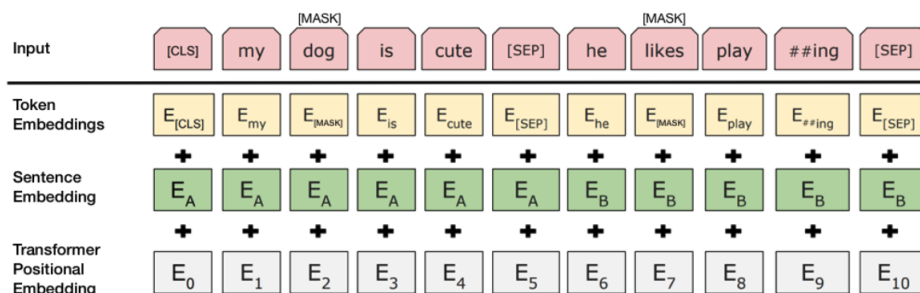 [MASK] [MASK]
Input [CLS] my dog is cute [SEP] he likes play ##ing [SEP]
Token
Embeddings
E[CLS] Emy E[MASK] Eis Ecute E[SEP] Ehe E[MASK] Eplay E##ing E[SEP]
+ + + + + + + + + + +
Sentence
Embedding
EA EA EA EA EA EA EB EB EB EB EB
+ + + + + + + + + + +
Transformer
Positional
Embedding
E0 E1 E2 E3 E4 E5 E6 E7 E8 E9 E10